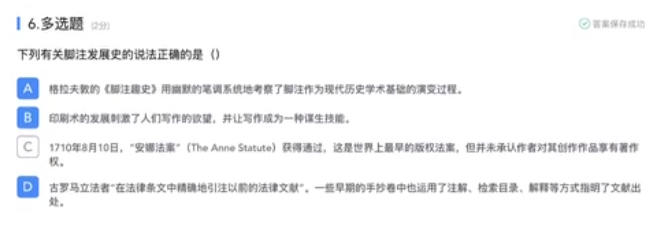 6.多选题 (2分)
答案保存成功
下列有关脚注发展史的说法正确的是（）
A 格拉夫敦的《脚注趣史》用幽默的笔调系统地考察了脚注作为现代历史学术基础的演变过程。
B 印刷术的发展刺激了人们写作的欲望，并让写作成为一种谋生技能。
C 1710年8月10日，“安娜法案”（The Anne Statute）获得通过，这是世界上最早的版权法案，但并未承认作者对其创作作品享有著作
权。
D 古罗马立法者“在法律条文中精确地引注以前的法律文献”。一些早期的手抄卷中也运用了注解、检索目录、解释等方式指明了文献出
处。